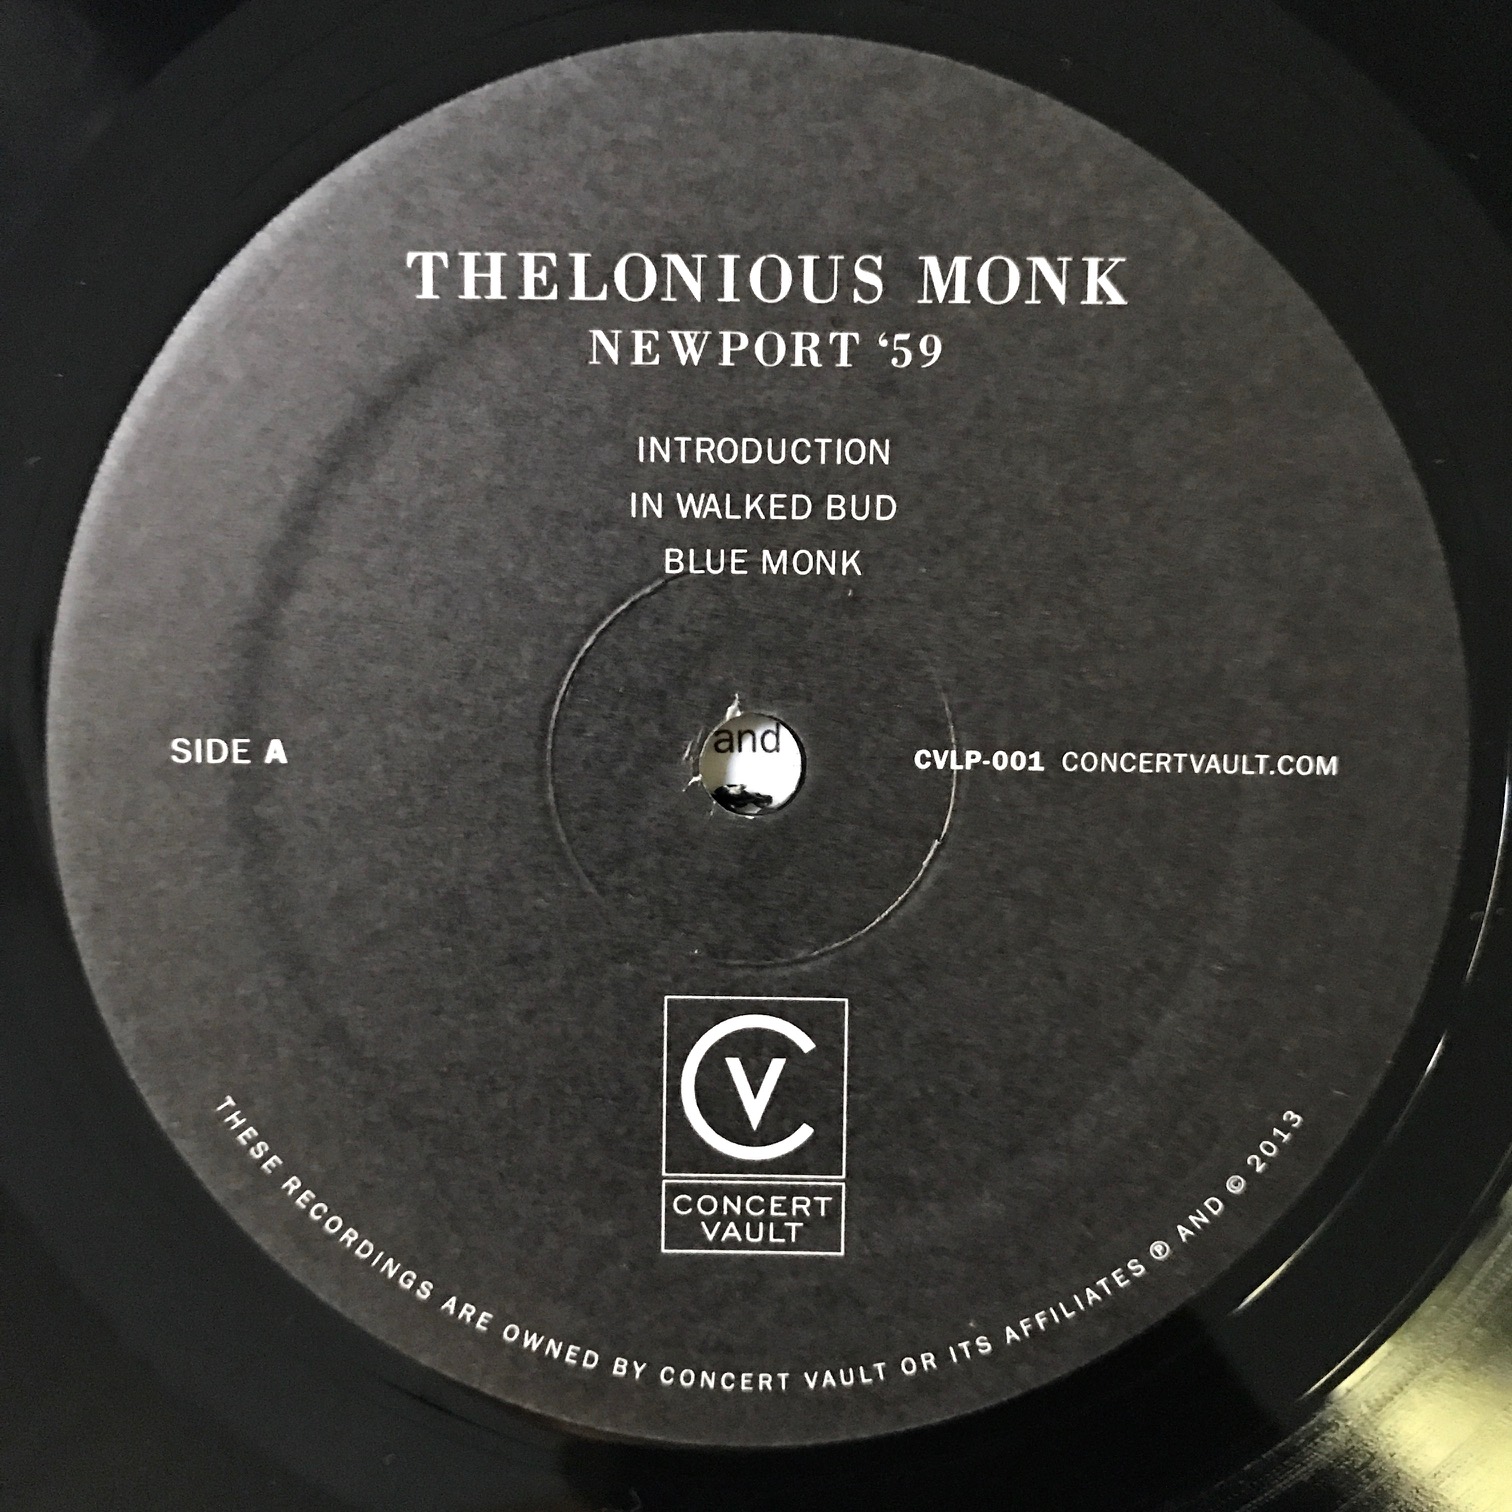 THELONIOUS MONK
NEWPORT ‘59
INTRODUCTION
IN WALKED BUD
BLUE MONK
SIDE A
and
CVLP-001 CONCERTVAULT.COM
CV
CONCERT
VAULT
THESE RECORDINGS ARE OWNED BY CONCERT VAULT OR ITS AFFILIATES ℗ AND © 2013